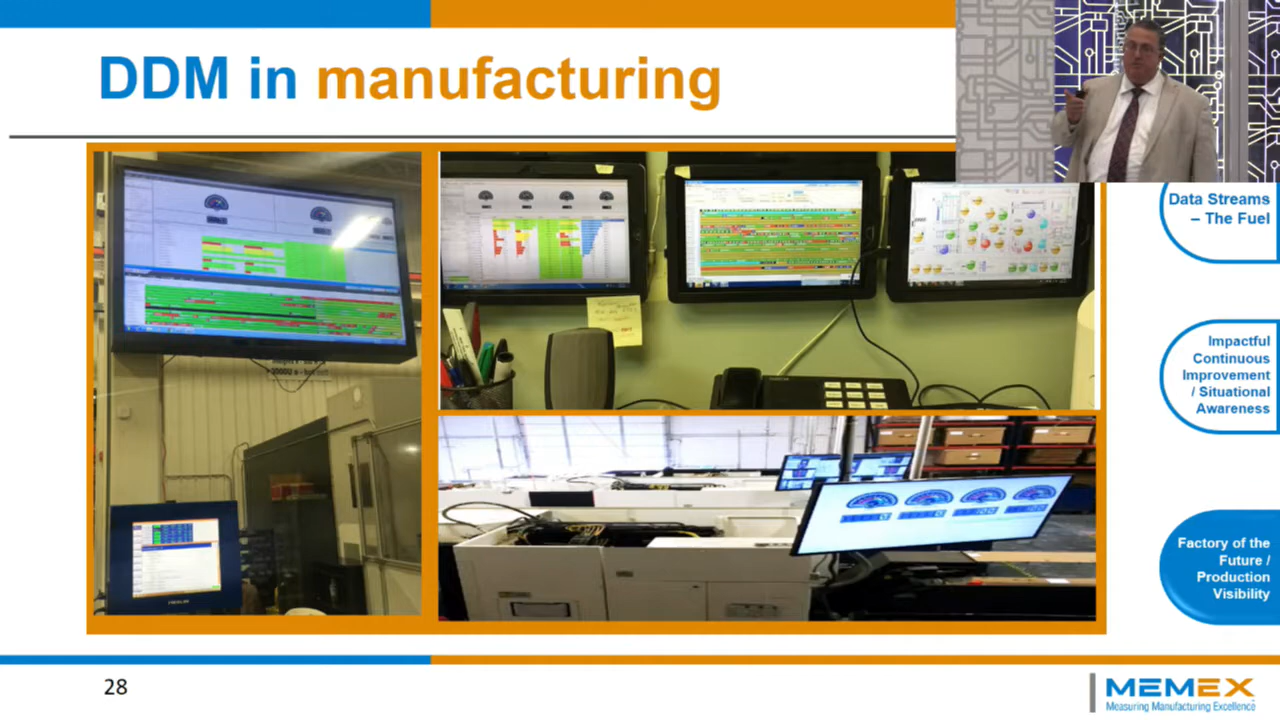 DDM in manufacturing
Data Streams
– The Fuel
Impactful
Continuous
Improvement
/ Situational
Awareness
Factory of the
Future /
Production
Visibility
28
MEMEX
Measuring Manufacturing Excellence